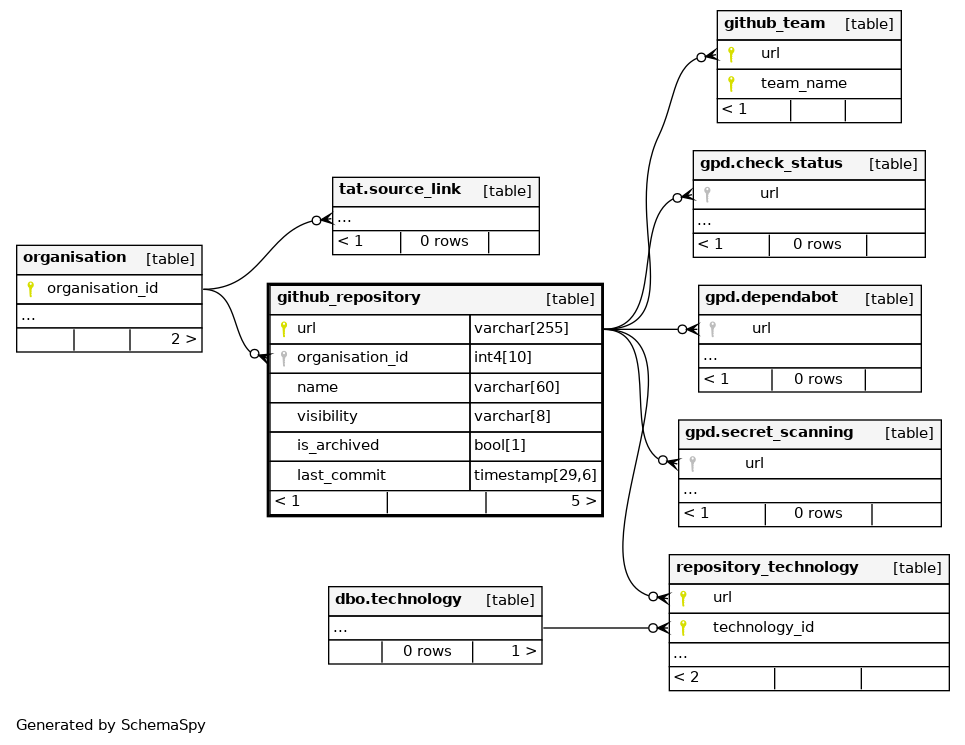 github_team [table]
url
team_name
< 1
gpd.check_status [table]
url
...
< 1 0 rows
tat.source_link [table]
...
< 1 0 rows
organisation [table]
organisation_id
...
2 >
github_repository [table]
url varchar[255]
organisation_id int4[10]
name varchar[60]
visibility varchar[8]
is_archived bool[1]
last_commit timestamp[29,6]
< 1 5 >
gpd.dependabot [table]
url
...
< 1 0 rows
gpd.secret_scanning [table]
url
...
< 1 0 rows
repository_technology [table]
url
technology_id
...
< 2
dbo.technology [table]
...
0 rows 1 >
Generated by SchemaSpy